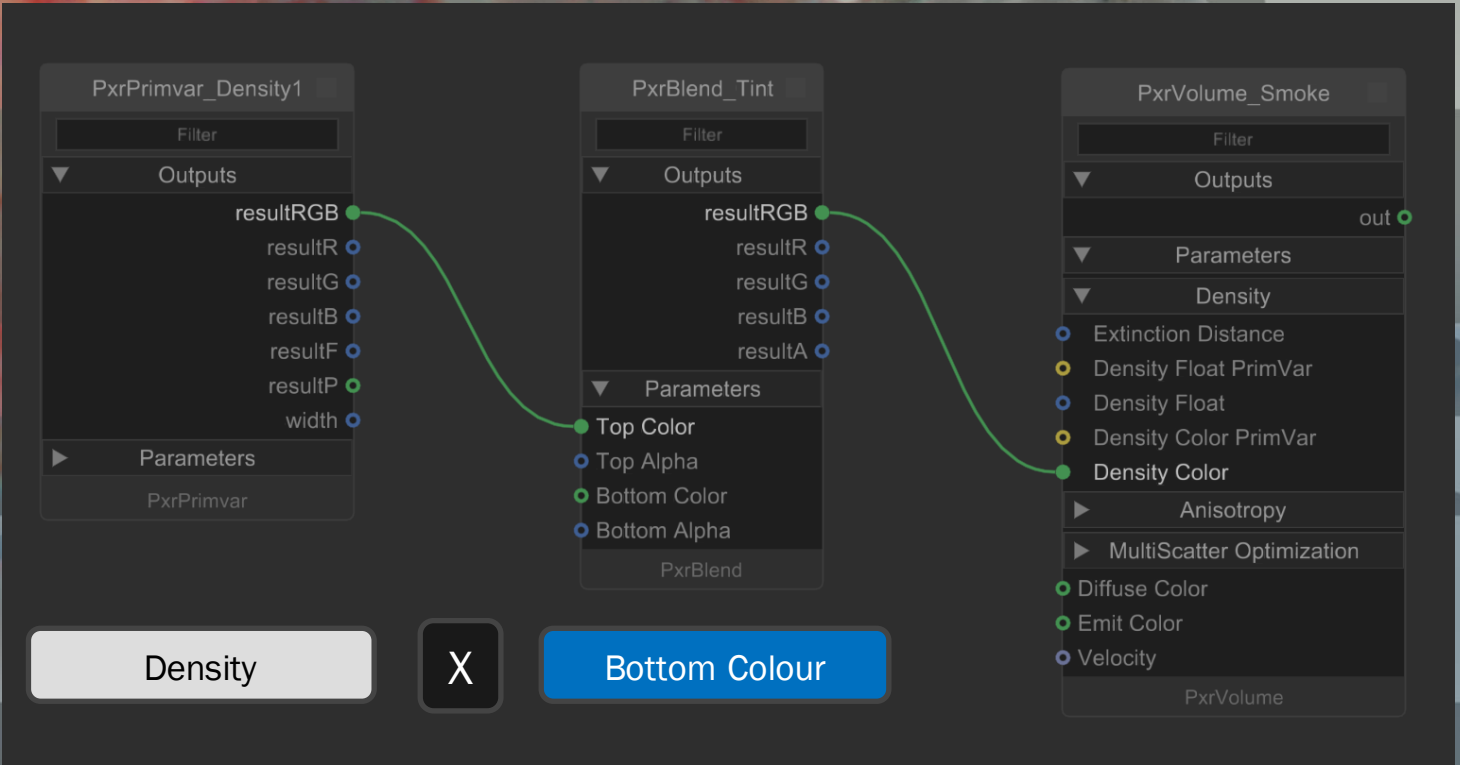 PxrPrimvar_Density1
Filter
Outputs
resultRGB
resultR
resultG
resultB
resultF
resultP
width
Parameters
PxrPrimvar
PxrBlend_Tint
Filter
Outputs
resultRGB
resultR
resultG
resultB
resultA
Parameters
Top Color
Top Alpha
Bottom Color
Bottom Alpha
PxrBlend
PxrVolume_Smoke
Filter
Outputs
out
Parameters
Density
Extinction Distance
Density Float PrimVar
Density Float
Density Color PrimVar
Density Color
Anisotropy
MultiScatter Optimization
Diffuse Color
Emit Color
Velocity
PxrVolume
Density
X
Bottom Colour